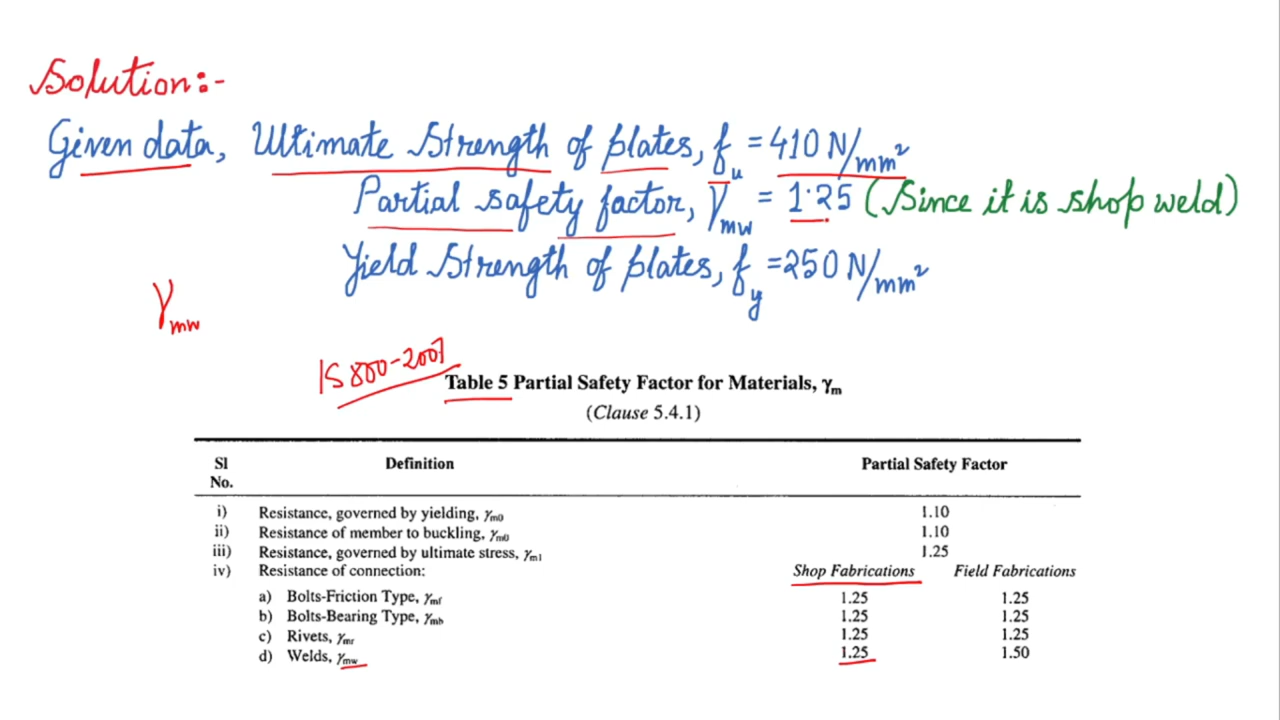 Solution:-
Given data, Ultimate Strength of plates, fu = 410 N/mm²
Partial safety factor, γmw = 1.25 (Since it is shop weld)
Yield Strength of plates, fy = 250 N/mm²
γmw
IS 800-2007
Table 5 Partial Safety Factor for Materials, γm
(Clause 5.4.1)
Sl No. Definition Partial Safety Factor
i) Resistance, governed by yielding, γm0 1.10
ii) Resistance of member to buckling, γm0 1.10
iii) Resistance, governed by ultimate stress, γm1 1.25
iv) Resistance of connection: Shop Fabrications Field Fabrications
a) Bolts-Friction Type, γmf 1.25 1.25
b) Bolts-Bearing Type, γmb 1.25 1.25
c) Rivets, γmr 1.25 1.25
d) Welds, γmw 1.25 1.50